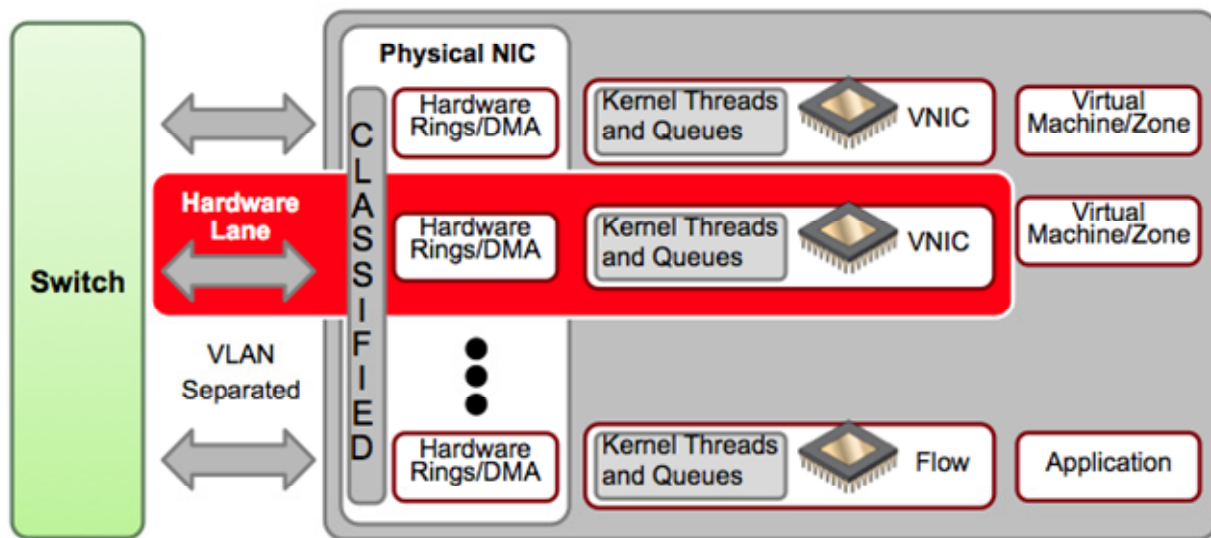 Physical NIC
Hardware
Rings/DMA
Kernel Threads
and Queues
VNIC
Virtual
Machine/Zone
Hardware
Lane
Hardware
Rings/DMA
Kernel Threads
and Queues
VNIC
Virtual
Machine/Zone
Switch
CLASSIFIED
VLAN
Separated
Hardware
Rings/DMA
Kernel Threads
and Queues
Flow
Application